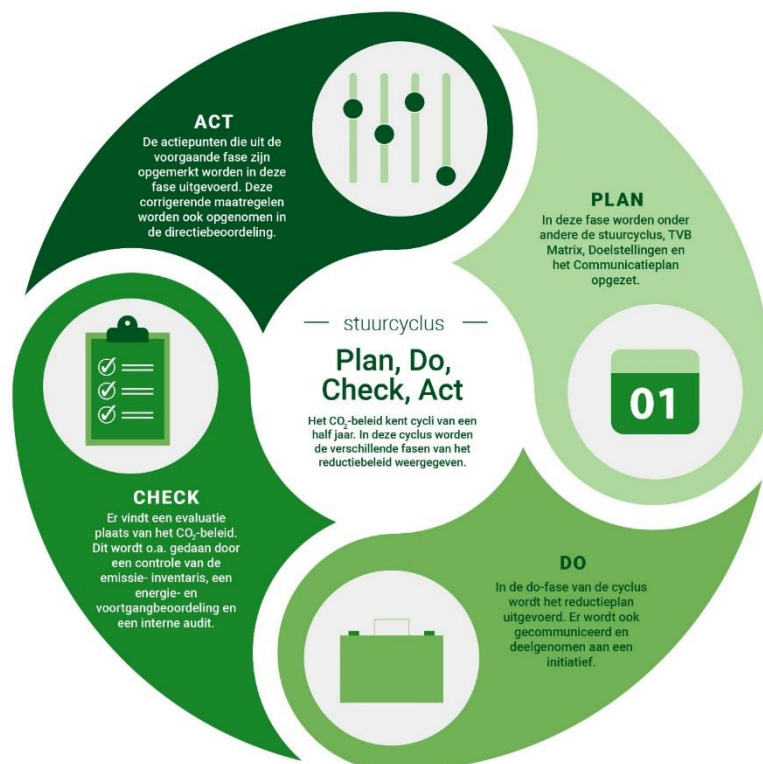 stuurcyclus
Plan, Do,
Check, Act
Het CO₂-beleid kent cycli van een
half jaar. In deze cyclus worden
de verschillende fasen van het
reductiebeleid weergegeven.
PLAN
In deze fase worden onder
andere de stuurcyclus, TVB
Matrix, Doelstellingen en
het Communicatieplan
opgezet.
01
DO
In de do-fase van de cyclus
wordt het reductieplan
uitgevoerd. Er wordt ook
gecommuniceerd en
deelgenomen aan een
initiatief.
CHECK
Er vindt een evaluatie
plaats van het CO₂-beleid.
Dit wordt o.a. gedaan door
een controle van de
emissie- inventaris, een
energie- en
voortgangbeoordeling en
een interne audit.
ACT
De actiepunten die uit de
voorgaande fase zijn
opgemerkt worden in deze
fase uitgevoerd. Deze
corrigerende maatregelen
worden ook opgenomen in
de directiebeoordeling.